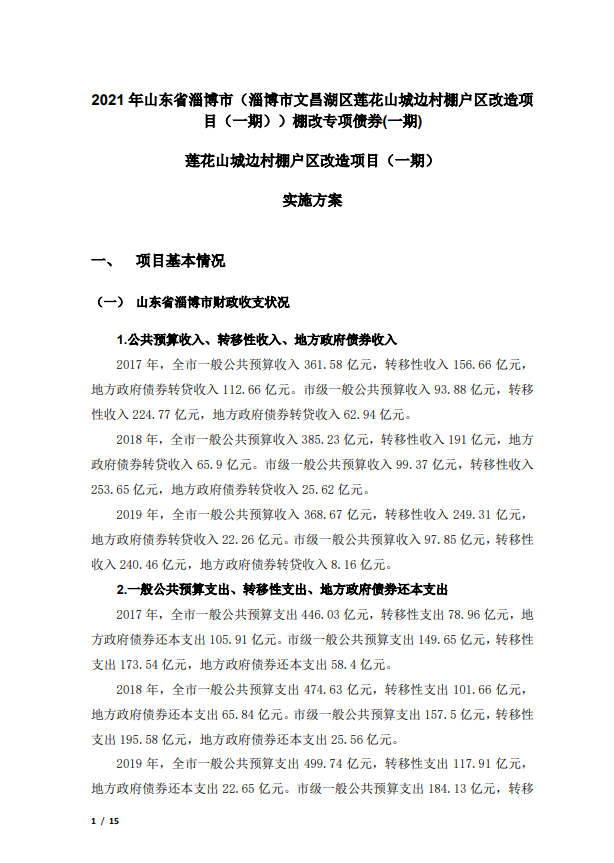 2021 年山东省淄博市（淄博市文昌湖区莲花山城边村棚户区改造项
目（一期））棚改专项债券(一期)
莲花山城边村棚户区改造项目（一期）
实施方案
一、 项目基本情况
（一） 山东省淄博市财政收支状况
1.公共预算收入、转移性收入、地方政府债券收入
2017 年，全市一般公共预算收入 361.58 亿元，转移性收入 156.66 亿元，
地方政府债券转贷收入 112.66 亿元。市级一般公共预算收入 93.88 亿元，转移
性收入 224.77 亿元，地方政府债券转贷收入 62.94 亿元。
2018 年，全市一般公共预算收入 385.23 亿元，转移性收入 191 亿元，地方
政府债券转贷收入 65.9 亿元。市级一般公共预算收入 99.37 亿元，转移性收入
253.65 亿元，地方政府债券转贷收入 25.62 亿元。
2019 年，全市一般公共预算收入 368.67 亿元，转移性收入 249.31 亿元，
地方政府债券转贷收入 22.26 亿元。市级一般公共预算收入 97.85 亿元，转移性
收入 240.46 亿元，地方政府债券转贷收入 8.16 亿元。
2.一般公共预算支出、转移性支出、地方政府债券还本支出
2017 年，全市一般公共预算支出 446.03 亿元，转移性支出 78.96 亿元，地
方政府债券还本支出 105.91 亿元。市级一般公共预算支出 149.65 亿元，转移性
支出 173.54 亿元，地方政府债券还本支出 58.4 亿元。
2018 年，全市一般公共预算支出 474.63 亿元，转移性支出 101.66 亿元，
地方政府债券还本支出 65.84 亿元。市级一般公共预算支出 157.5 亿元，转移性
支出 195.58 亿元，地方政府债券还本支出 25.56 亿元。
2019 年，全市一般公共预算支出 499.74 亿元，转移性支出 117.91 亿元，
地方政府债券还本支出 22.65 亿元。市级一般公共预算支出 184.13 亿元，转移
1 / 15